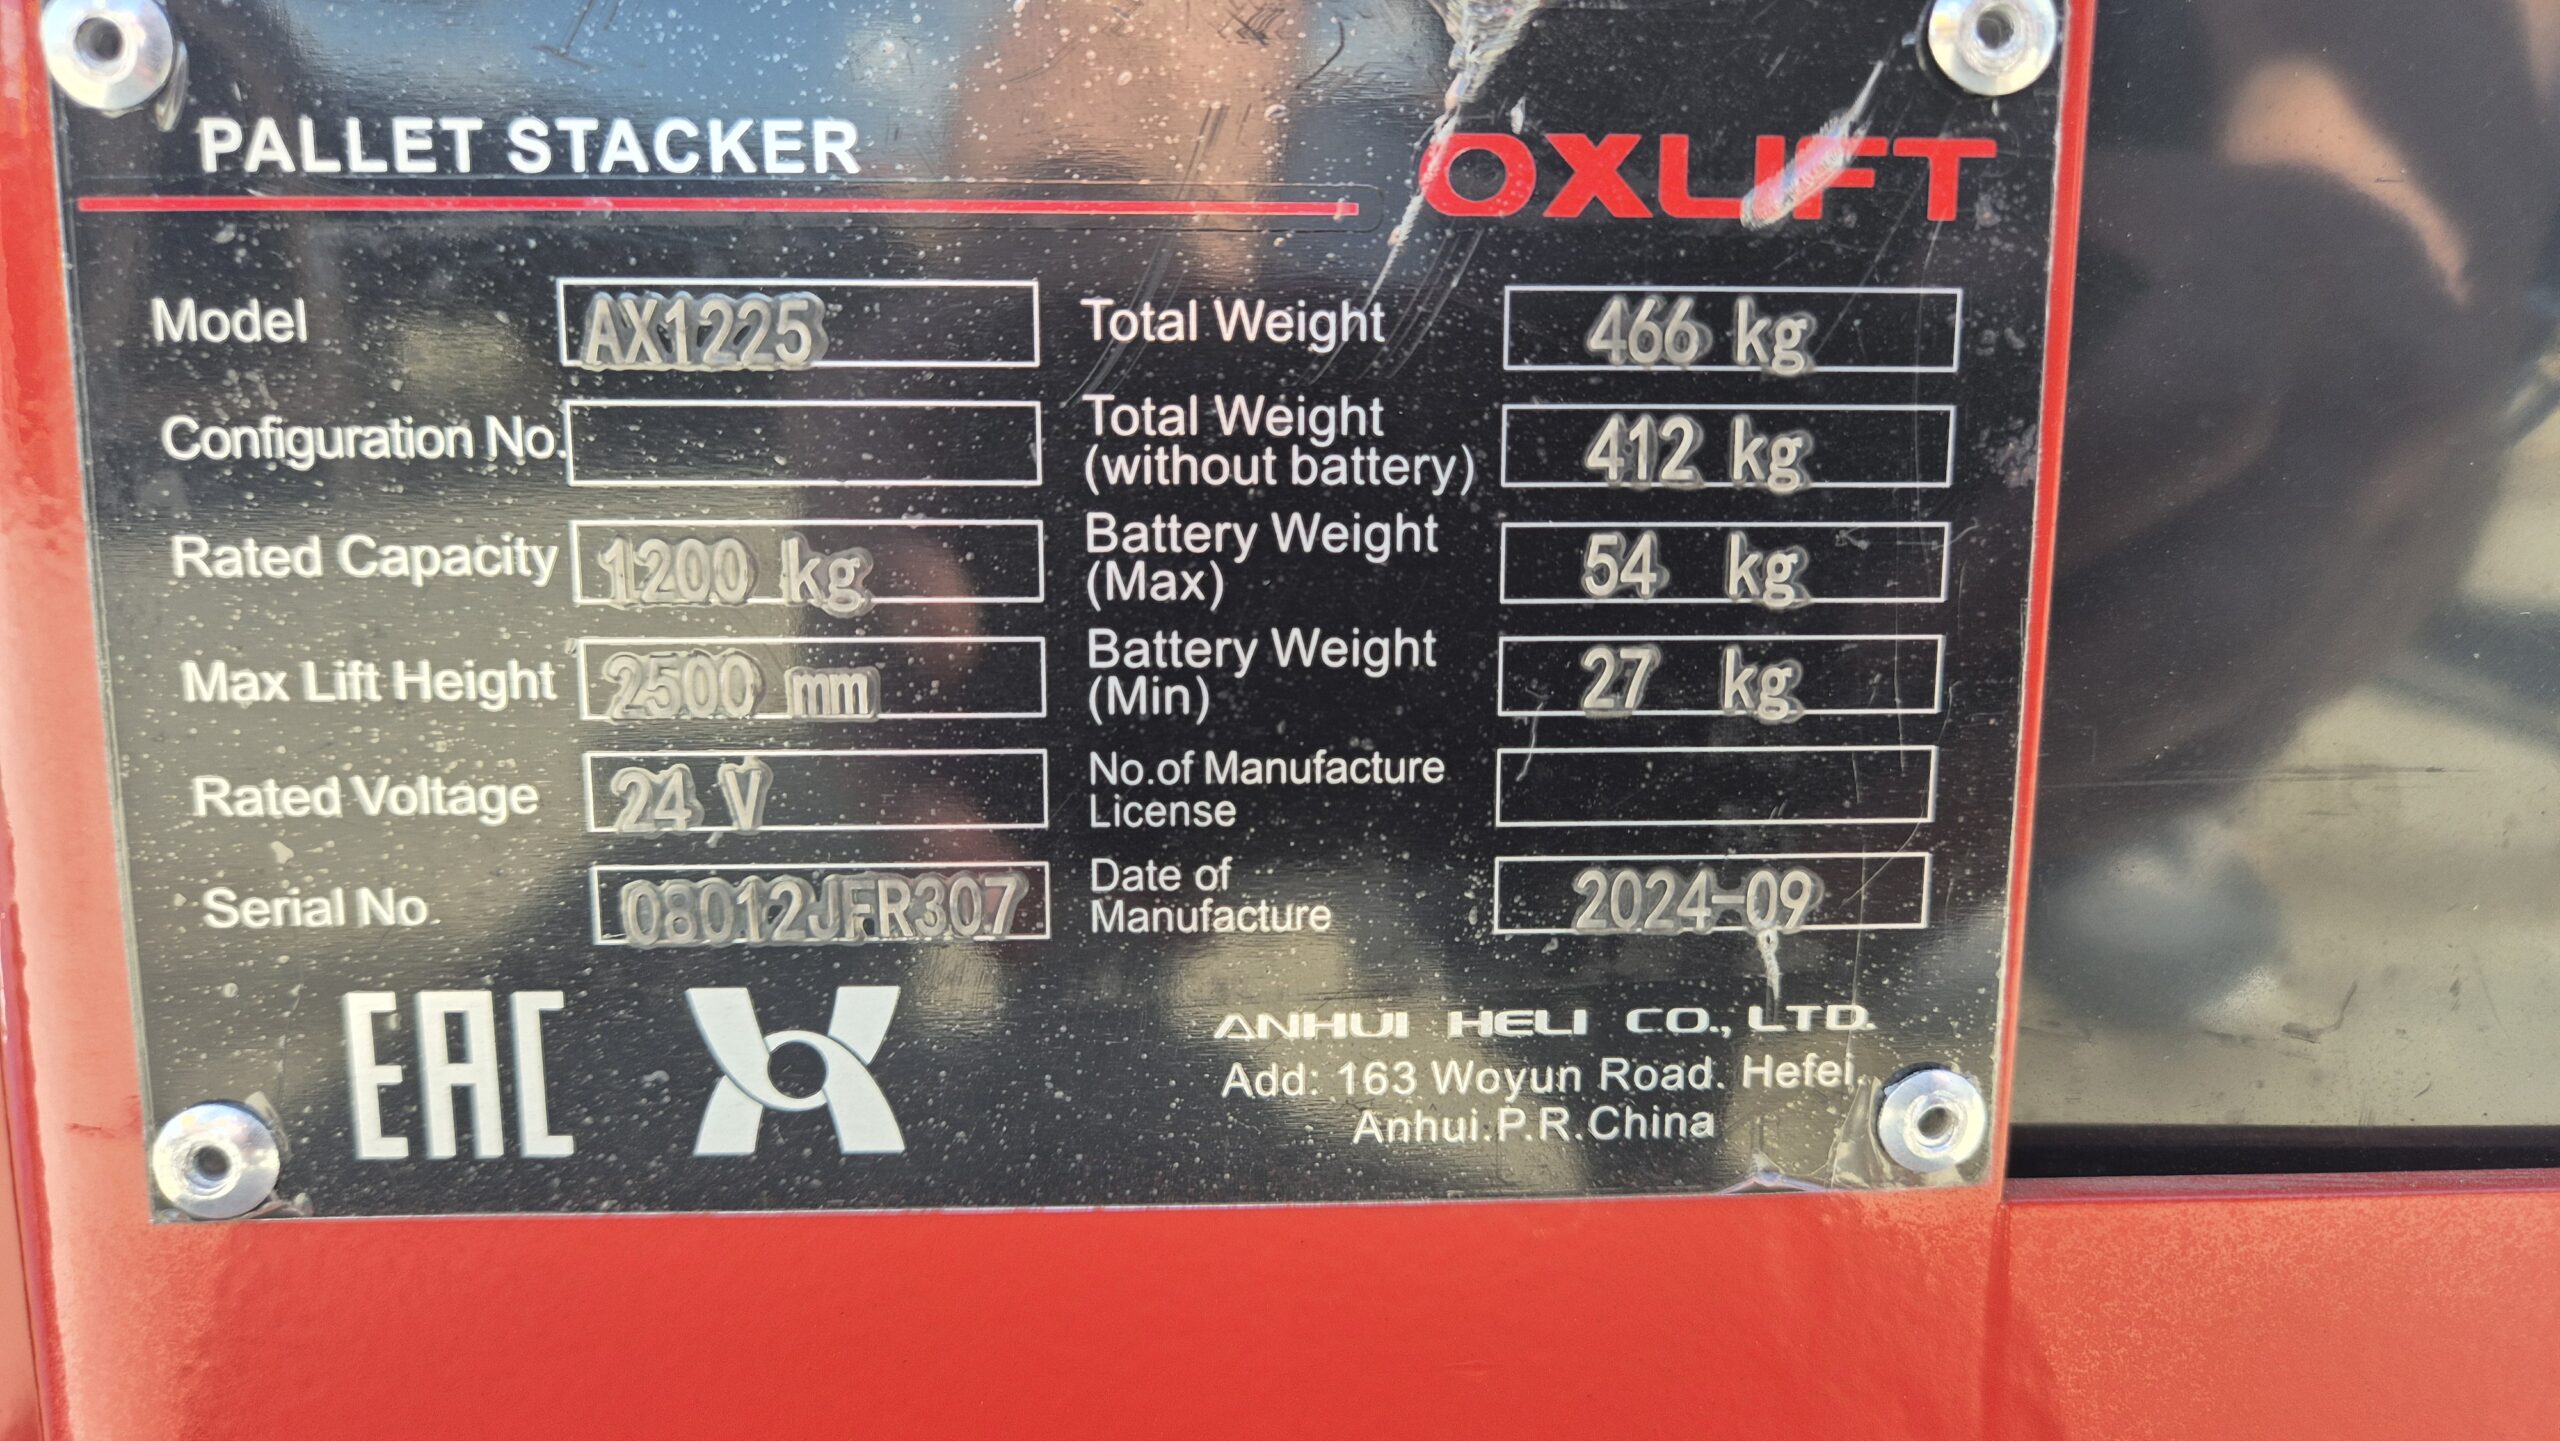 PALLET STACKER
OXLIFT
Model AX1225
Configuration No.
Rated Capacity 1200 kg
Max Lift Height 2500 mm
Rated Voltage 24 V
Serial No. 08012JFR307
Total Weight 466 kg
Total Weight
(without battery) 412 kg
Battery Weight
(Max) 54 kg
Battery Weight
(Min) 27 kg
No.of Manufacture
License
Date of
Manufacture 2024-09
EAC
ANHUI HELI CO., LTD.
Add: 163 Woyun Road. Hefei.
Anhui.P.R.China